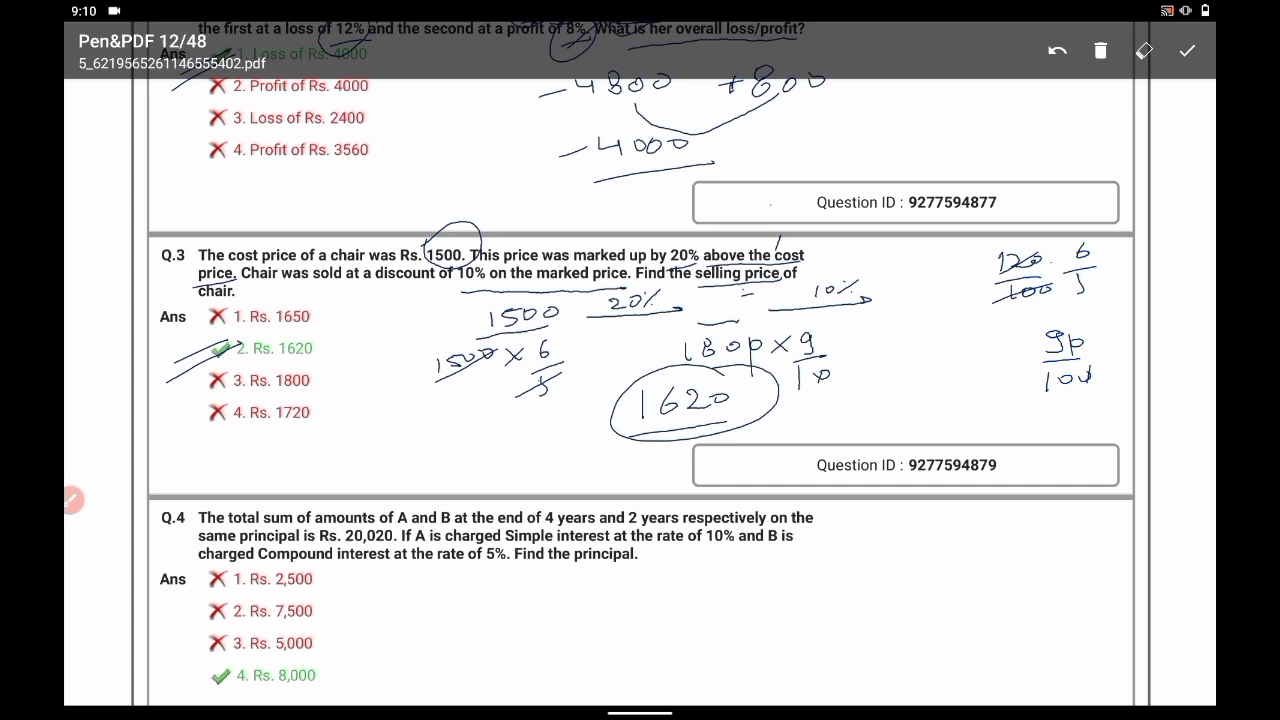 9:10
the first at a loss of 12% and the second at a profit of 8%. What is her overall loss/profit?
Pen&PDF 12/48
Ans 1. Loss of Rs. 4000
5_6219565261146555402.pdf
2. Profit of Rs. 4000
- 4800 + 800
3. Loss of Rs. 2400
4. Profit of Rs. 3560
- 4000
Question ID : 9277594877
Q.3 The cost price of a chair was Rs. 1500. This price was marked up by 20% above the cost
price. Chair was sold at a discount of 10% on the marked price. Find the selling price of
chair.
120 6
100 5
Ans 1. Rs. 1650
1500 20% 10%
2. Rs. 1620
1500 × 6
5
1800 × 9
10
90
100
3. Rs. 1800
1620
4. Rs. 1720
Question ID : 9277594879
Q.4 The total sum of amounts of A and B at the end of 4 years and 2 years respectively on the
same principal is Rs. 20,020. If A is charged Simple interest at the rate of 10% and B is
charged Compound interest at the rate of 5%. Find the principal.
Ans 1. Rs. 2,500
2. Rs. 7,500
3. Rs. 5,000
4. Rs. 8,000